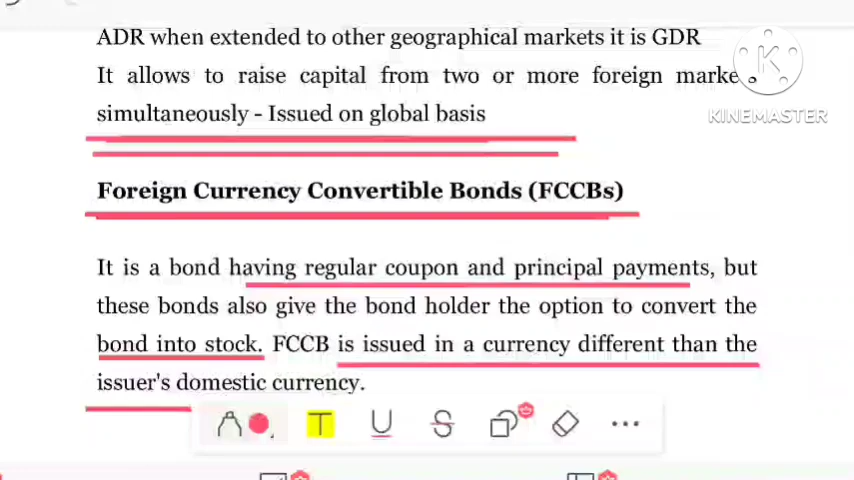 ADR when extended to other geographical markets it is GDR
It allows to raise capital from two or more foreign markets
simultaneously - Issued on global basis
Foreign Currency Convertible Bonds (FCCBs)
It is a bond having regular coupon and principal payments, but
these bonds also give the bond holder the option to convert the
bond into stock. FCCB is issued in a currency different than the
issuer's domestic currency.
K
KINEMASTER
T
U
S